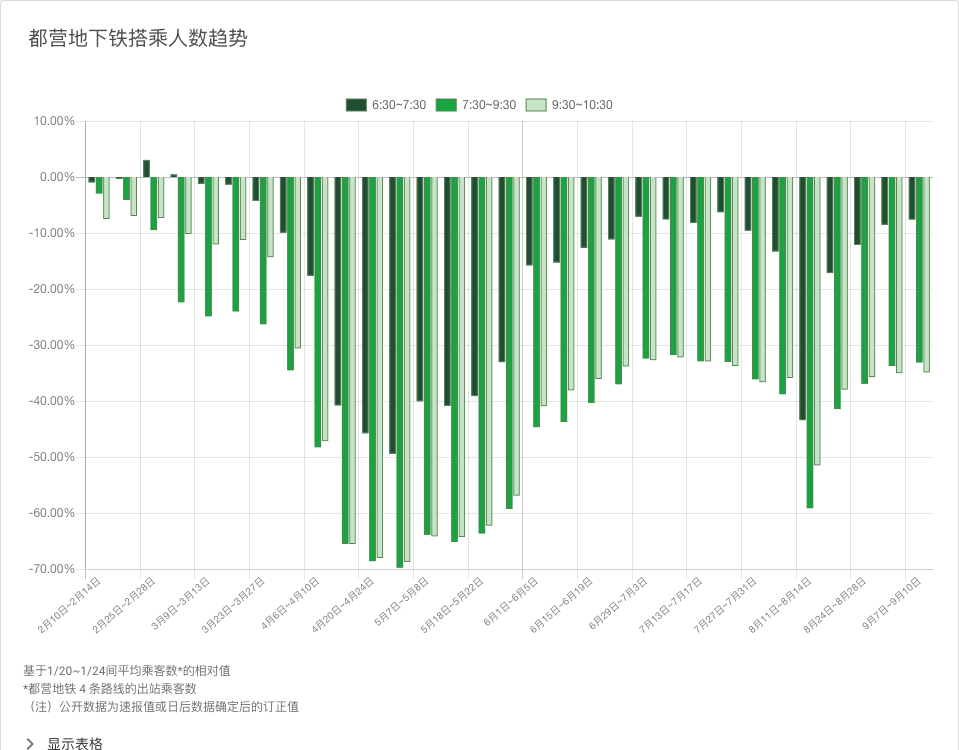 都营地下铁搭乘人数趋势
6:30~7:30 7:30~9:30 9:30~10:30
10.00%
0.00%
-10.00%
-20.00%
-30.00%
-40.00%
-50.00%
-60.00%
-70.00%
2月10日~2月14日
2月25日~2月28日
3月9日~3月13日
3月23日~3月27日
4月6日~4月10日
4月20日~4月24日
5月7日~5月8日
5月18日~5月22日
6月1日~6月5日
6月15日~6月19日
6月29日~7月3日
7月13日~7月17日
7月27日~7月31日
8月11日~8月14日
8月24日~8月28日
9月7日~9月10日
基于1/20~1/24间平均乘客数*的相对值
*都营地铁 4 条路线的出站乘客数
（注）公开数据为速报值或日后数据确定后的订正值
显示表格